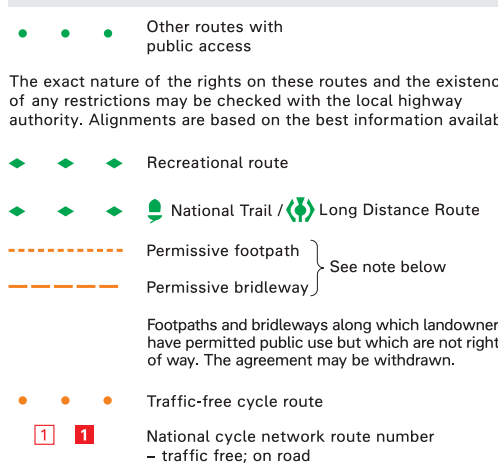 Other routes with
public access
The exact nature of the rights on these routes and the existenc
of any restrictions may be checked with the local highway
authority. Alignments are based on the best information availab
Recreational route
National Trail / Long Distance Route
Permissive footpath
See note below
Permissive bridleway
Footpaths and bridleways along which landowner
have permitted public use but which are not right
of way. The agreement may be withdrawn.
Traffic-free cycle route
1 1 National cycle network route number
– traffic free; on road